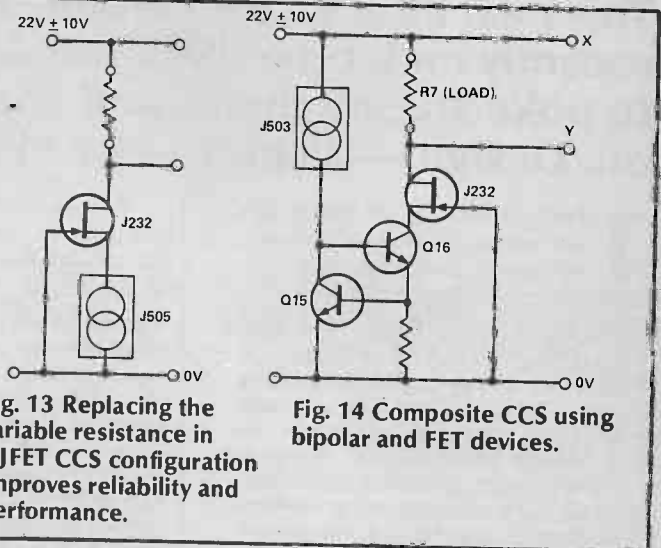 22V ± 10V
J232
J505
0V
22V ± 10V
X
J503
R7 (LOAD)
Y
J232
Q16
Q15
0V
g. 13 Replacing the
ariable resistance in
JFET CCS configuration
mproves reliability and
erformance.
Fig. 14 Composite CCS using
bipolar and FET devices.